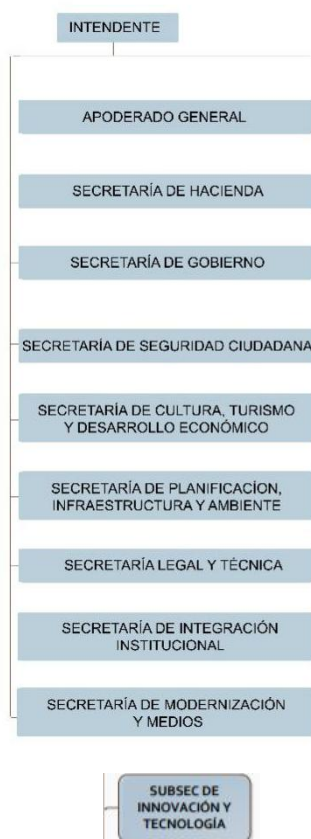 INTENDENTE
APODERADO GENERAL
SECRETARÍA DE HACIENDA
SECRETARÍA DE GOBIERNO
SECRETARÍA DE SEGURIDAD CIUDADANA
SECRETARÍA DE CULTURA, TURISMO
Y DESARROLLO ECONÓMICO
SECRETARÍA DE PLANIFICACÍON,
INFRAESTRUCTURA Y AMBIENTE
SECRETARÍA LEGAL Y TÉCNICA
SECRETARÍA DE INTEGRACIÓN
INSTITUCIONAL
SECRETARÍA DE MODERNIZACIÓN
Y MEDIOS
SUBSEC DE
INNOVACIÓN Y
TECNOLOGÍA